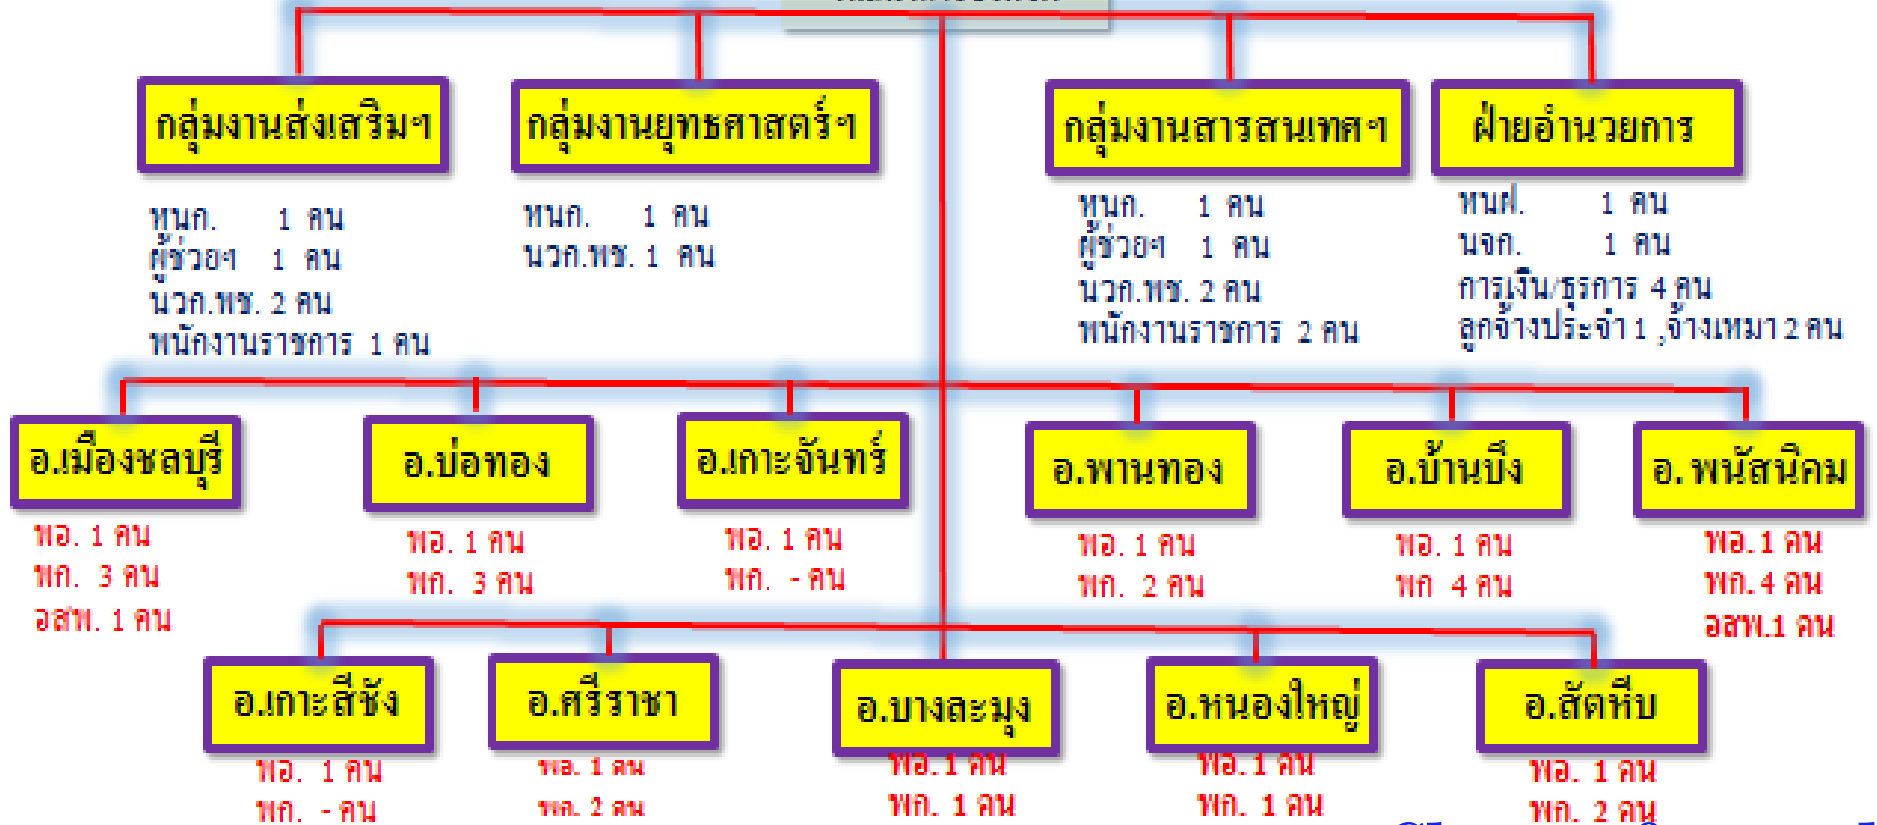 กลุ่มงานส่งเสริมฯ
กลุ่มงานยุทธศาสตร์ฯ
กลุ่มงานสารสนเทศฯ
ฝ่ายอำนวยการ
หนก. 1 คน
ผู้ช่วยฯ 1 คน
นวก.พช. 2 คน
พนักงานราชการ 1 คน
หนก. 1 คน
นวก.พช. 1 คน
หนก. 1 คน
ผู้ช่วยฯ 1 คน
นวก.พช. 2 คน
พนักงานราชการ 2 คน
หนฝ. 1 คน
นจก. 1 คน
การเงิน/ธุรการ 4 คน
ลูกจ้างประจำ 1 ,จ้างเหมา 2 คน
อ.เมืองชลบุรี
อ.บ่อทอง
อ.เกาะจันทร์
อ.พานทอง
อ.บ้านบึง
อ. พนัสนิคม
พอ. 1 คน
พก. 3 คน
อสพ. 1 คน
พอ. 1 คน
พก. 3 คน
พอ. 1 คน
พก. - คน
พอ. 1 คน
พก. 2 คน
พอ. 1 คน
พก 4 คน
พอ. 1 คน
พก. 4 คน
อสพ.1 คน
อ.เกาะสีชัง
อ.ศรีราชา
อ.บางละมุง
อ.หนองใหญ่
อ.สัตหีบ
พอ. 1 คน
พก. - คน
พอ. 1 คน
พก. 2 คน
พอ. 1 คน
พก. 1 คน
พอ. 1 คน
พก. 1 คน
พอ. 1 คน
พก. 2 คน